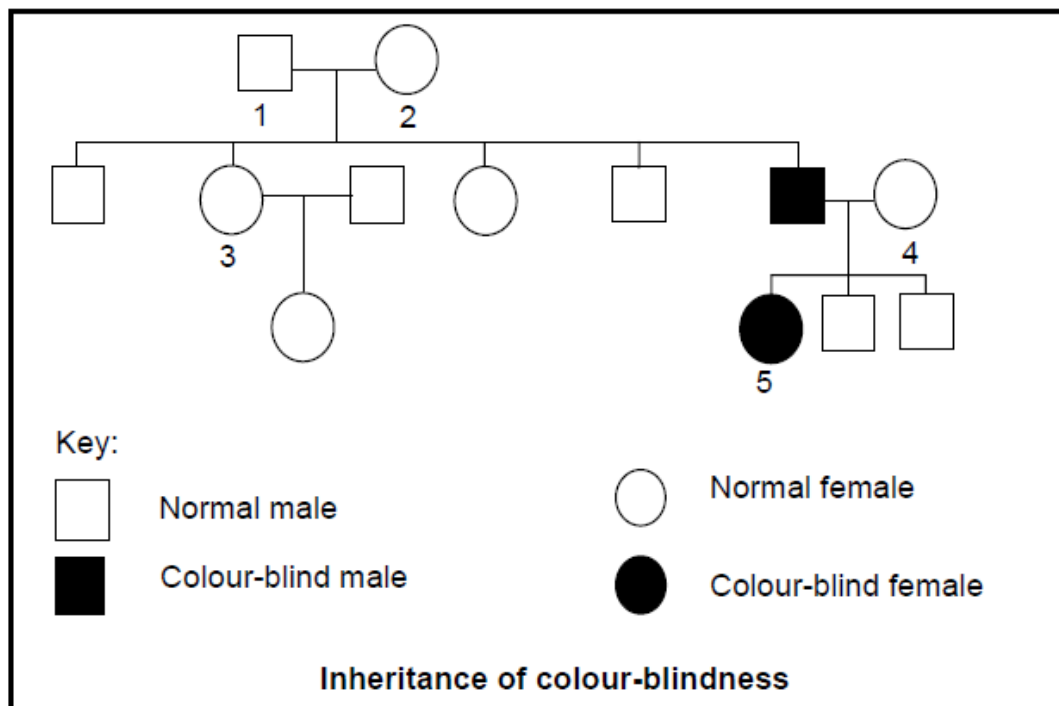 1
2
3
4
5
Key:
Normal male
Normal female
Colour-blind male
Colour-blind female
Inheritance of colour-blindness